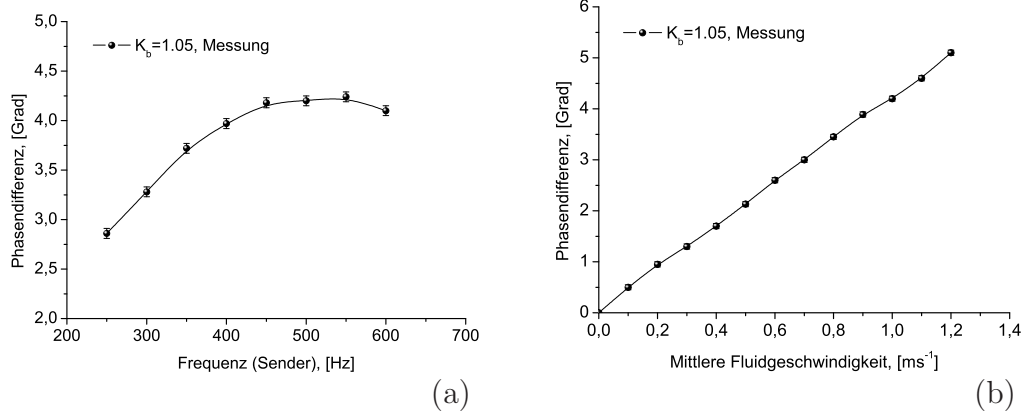 5,0
4,5
4,0
3,5
3,0
2,5
2,0
Phasendifferenz, [Grad]
K_b=1.05, Messung
200 300 400 500 600 700
Frequenz (Sender), [Hz]
(a)
6
5
4
3
2
1
0
Phasendifferenz, [Grad]
K_b=1.05, Messung
0,0 0,2 0,4 0,6 0,8 1,0 1,2 1,4
Mittlere Fluidgeschwindigkeit, [ms⁻¹]
(b)